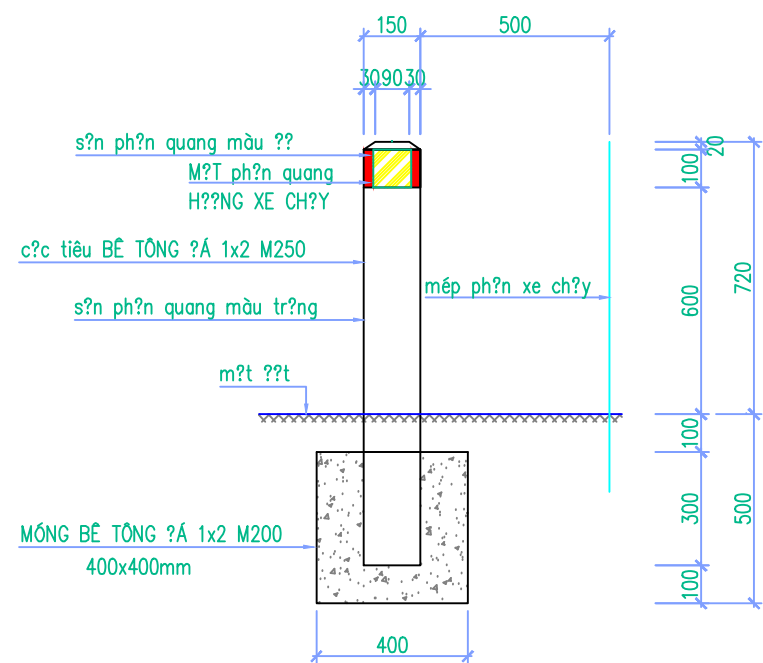 150
500
30 90 30
s?n ph?n quang màu ??
M?T ph?n quang
H??NG XE CH?Y
c?c tiêu BÊ TÔNG ?Á 1x2 M250
mép ph?n xe ch?y
s?n ph?n quang màu tr?ng
m?t ??t
MÓNG BÊ TÔNG ?Á 1x2 M200
400x400mm
400
20
100
600
720
100
300
500
100